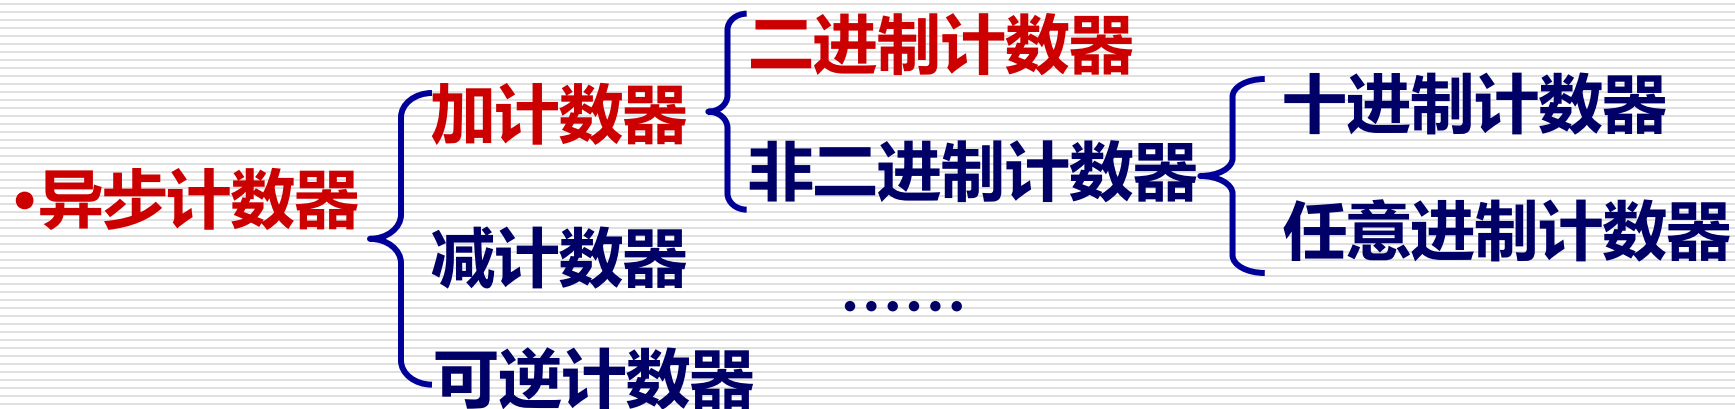 二进制计数器
加计数器
十进制计数器
非二进制计数器
•异步计数器
任意进制计数器
减计数器
……
可逆计数器